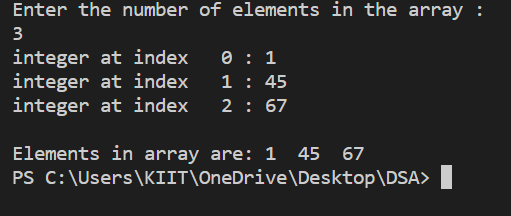 Enter the number of elements in the array :
3
integer at index   0 : 1
integer at index   1 : 45
integer at index   2 : 67

Elements in array are: 1  45  67
PS C:\Users\KIIT\OneDrive\Desktop\DSA>